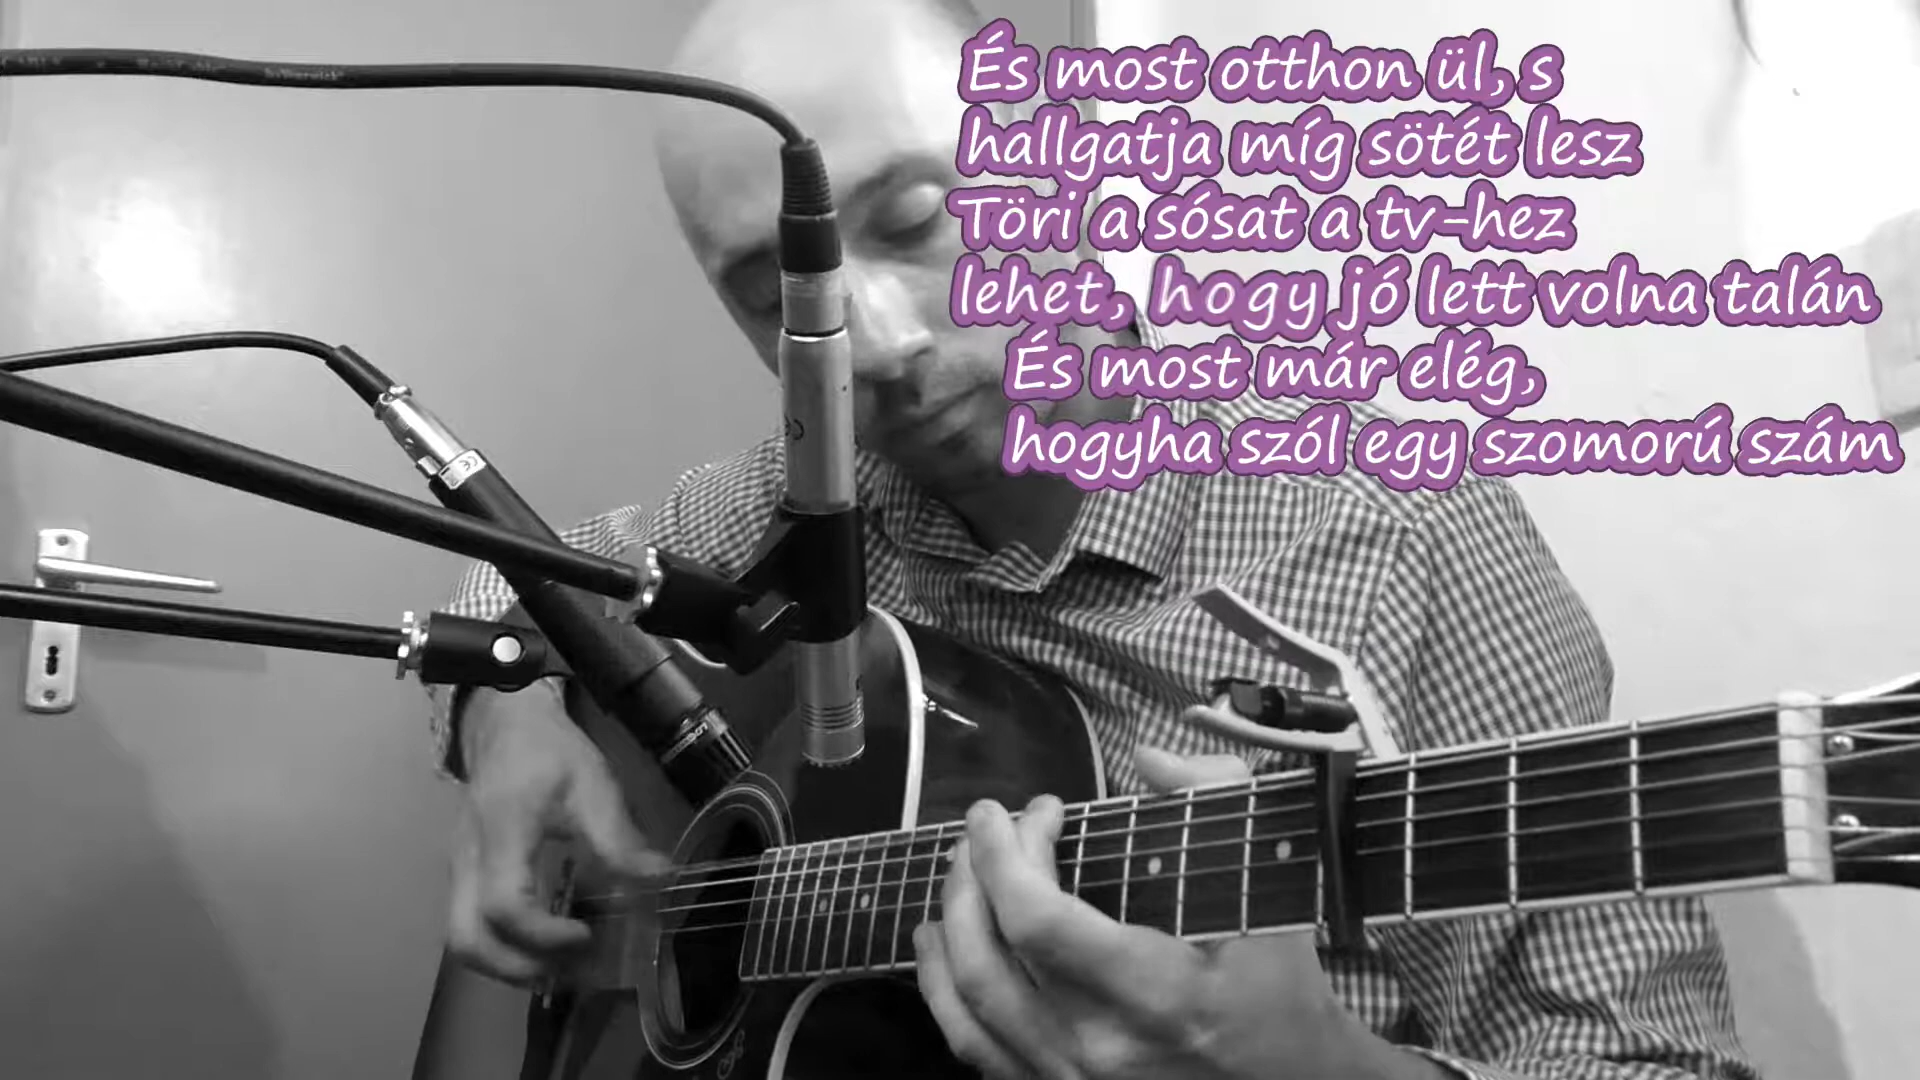 És most otthon ül, s
hallgatja míg sötét lesz
Töri a sósat a tv-hez
lehet, hogy jó lett volna talán
És most már elég,
hogyha szól egy szomorú szám